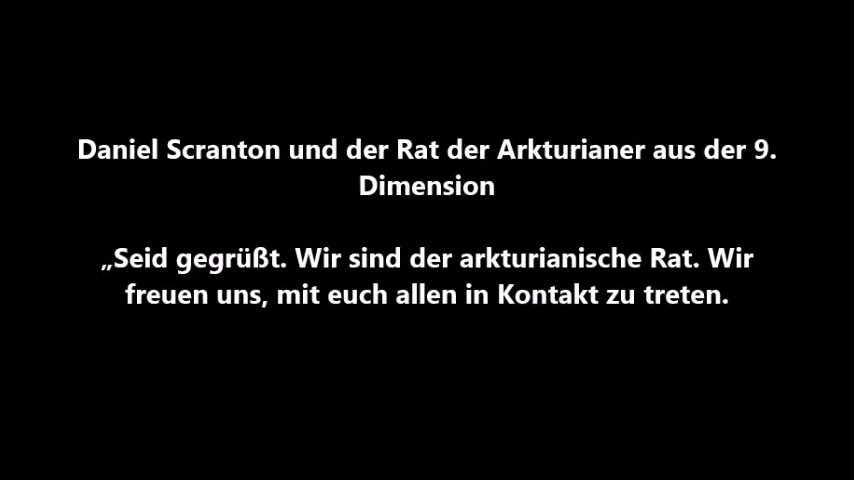 Daniel Scranton und der Rat der Arkturianer aus der 9.
Dimension
„Seid gegrüßt. Wir sind der arkturianische Rat. Wir
freuen uns, mit euch allen in Kontakt zu treten.